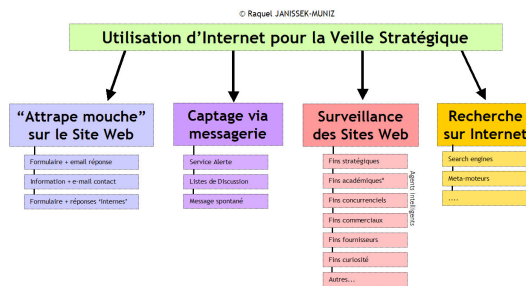 © Raquel JANISSEK-MUNIZ
Utilisation d'Internet pour la Veille Stratégique
"Attrape mouche"
sur le Site Web
Formulaire + email réponse
Information + e-mail contact
Formulaire + réponses "internes"
Captage via
messagerie
Service Alerte
Listes de Discussion
Message spontané
Surveillance
des Sites Web
Fins stratégiques
Fins académiques*
Fins concurrenciels
Fins commerciaux
Fins fournisseurs
Fins curiosité
Autres...
Agents intelligents
Recherche
sur Internet
Search engines
Meta-moteurs
....